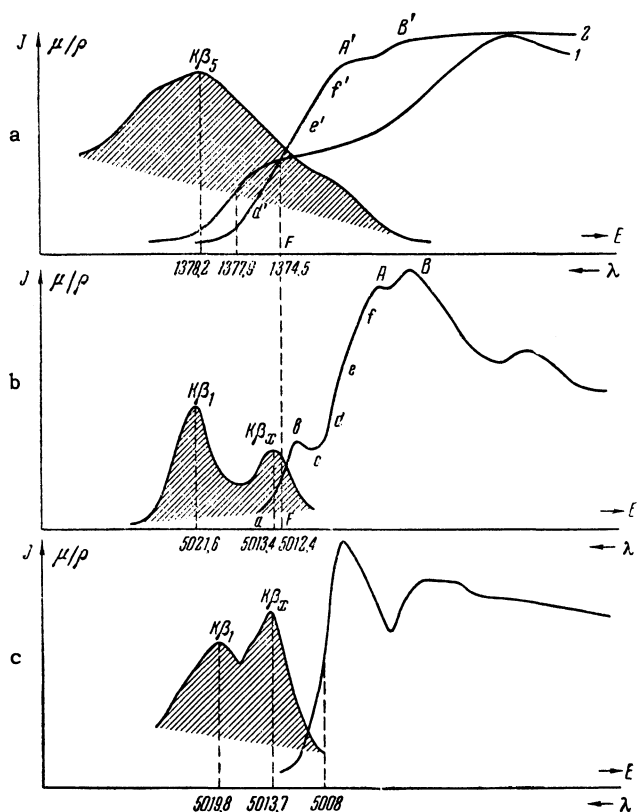 J μ/ρ
Kβ₅
A′
B′
2
1
f′
e′
d′
a
F
→ E
1378,2
1377,9
1374,5
← λ
J μ/ρ
b
A
B
f
e
Kβ₁
Kβₓ
в
d
c
a
F
→ E
5021,6
5013,4
5012,4
← λ
J μ/ρ
c
Kβ₁
Kβₓ
→ E
5019,8
5013,7
5008
← λ